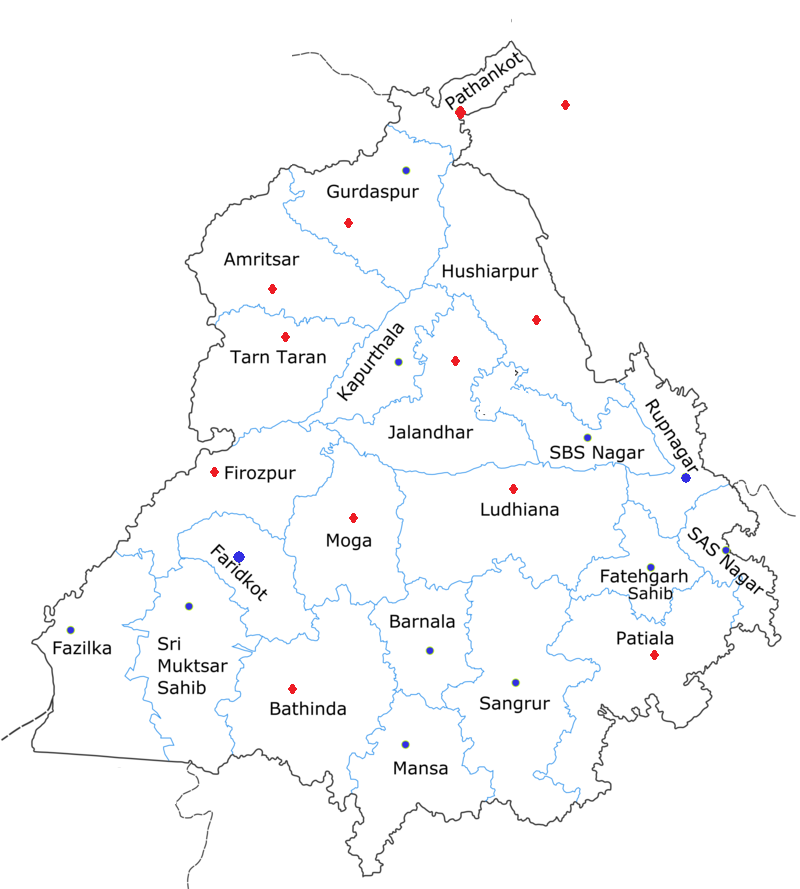 Pathankot
Gurdaspur
Amritsar
Hushiarpur
Tarn Taran
Kapurthala
Jalandhar
SBS Nagar
Rupnagar
Firozpur
Ludhiana
Moga
Faridkot
SAS Nagar
Fatehgarh
Sahib
Fazilka
Sri
Muktsar
Sahib
Barnala
Patiala
Bathinda
Sangrur
Mansa